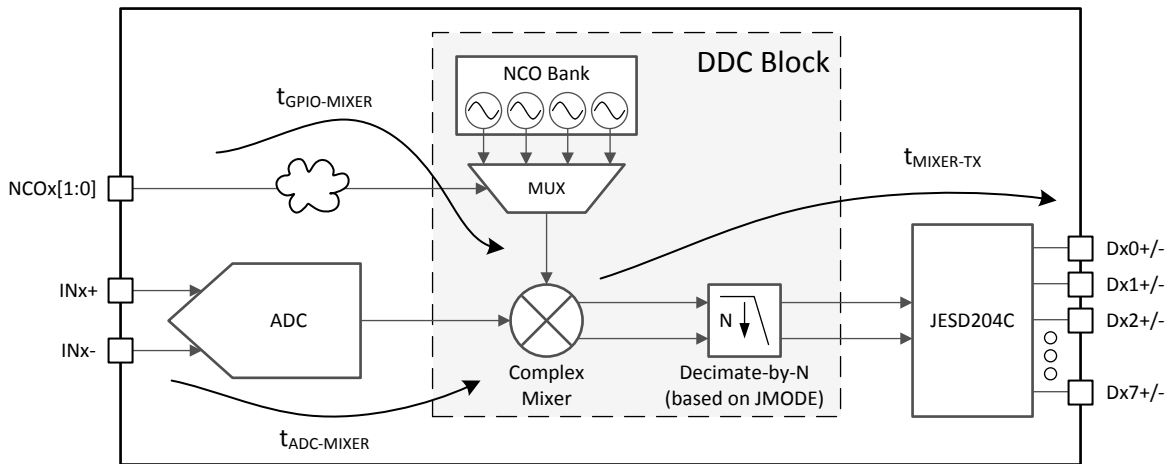 DDC Block
NCO Bank
tGPIO-MIXER
tMIXER-TX
NCOx[1:0]
MUX
Dx0+/-
INx+
Dx1+/-
ADC
N
JESD204C
Dx2+/-
INx-
Complex
Mixer
Decimate-by-N
(based on JMODE)
Dx7+/-
tADC-MIXER